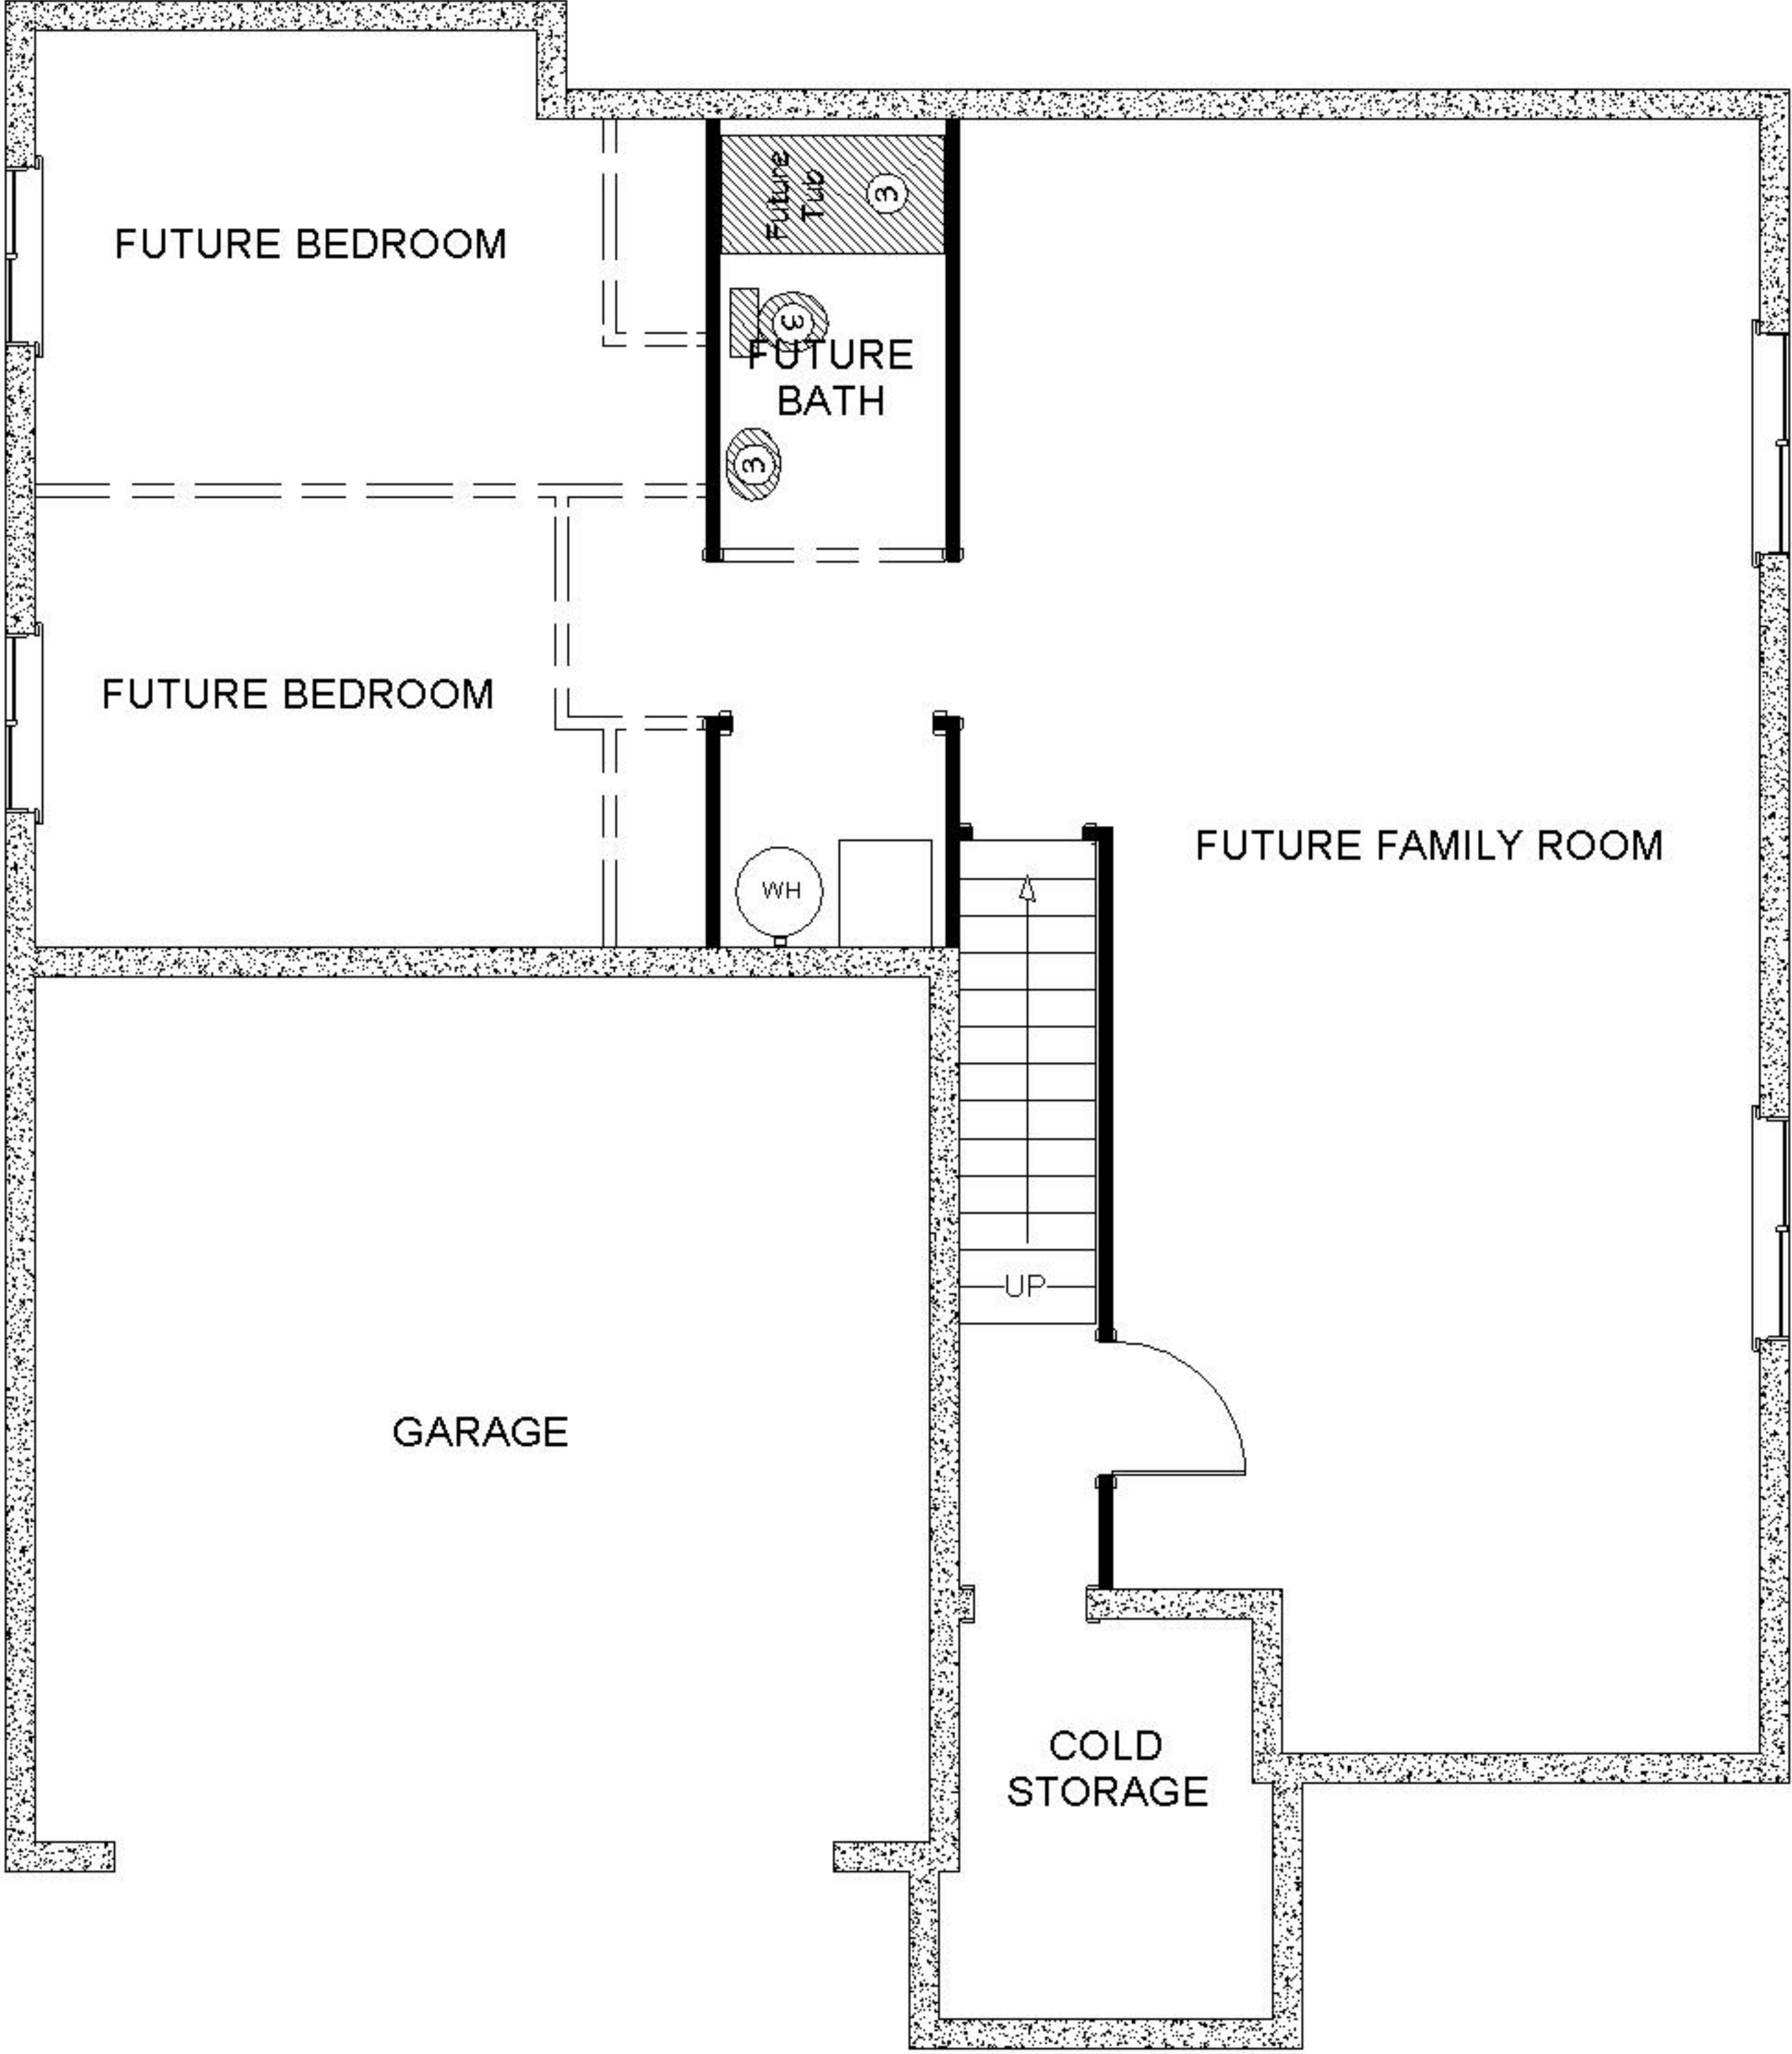 Future
Tub
3
FUTURE BEDROOM
3
FUTURE
BATH
3
FUTURE BEDROOM
FUTURE FAMILY ROOM
WH
UP
GARAGE
COLD
STORAGE